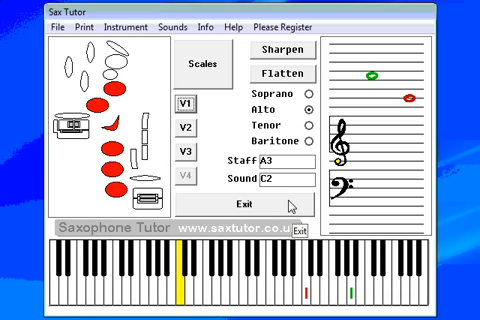 Sax Tutor
File Print Instrument Sounds Info Help Please Register
Scales
Sharpen
Flatten
Soprano
Alto
Tenor
Baritone
V1
V2
V3
V4
Staff A3
Sound C2
Exit
Saxophone Tutor www.saxtutor.co.u
Exit